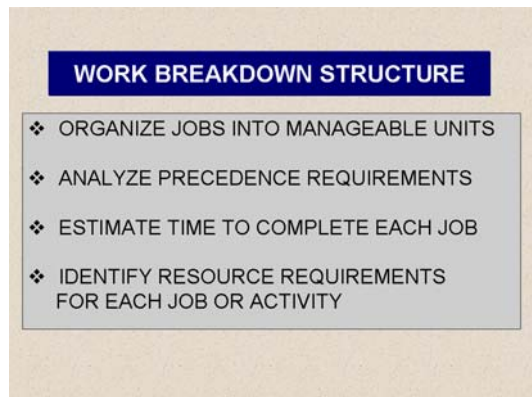 WORK BREAKDOWN STRUCTURE
❖ ORGANIZE JOBS INTO MANAGEABLE UNITS
❖ ANALYZE PRECEDENCE REQUIREMENTS
❖ ESTIMATE TIME TO COMPLETE EACH JOB
❖ IDENTIFY RESOURCE REQUIREMENTS
FOR EACH JOB OR ACTIVITY